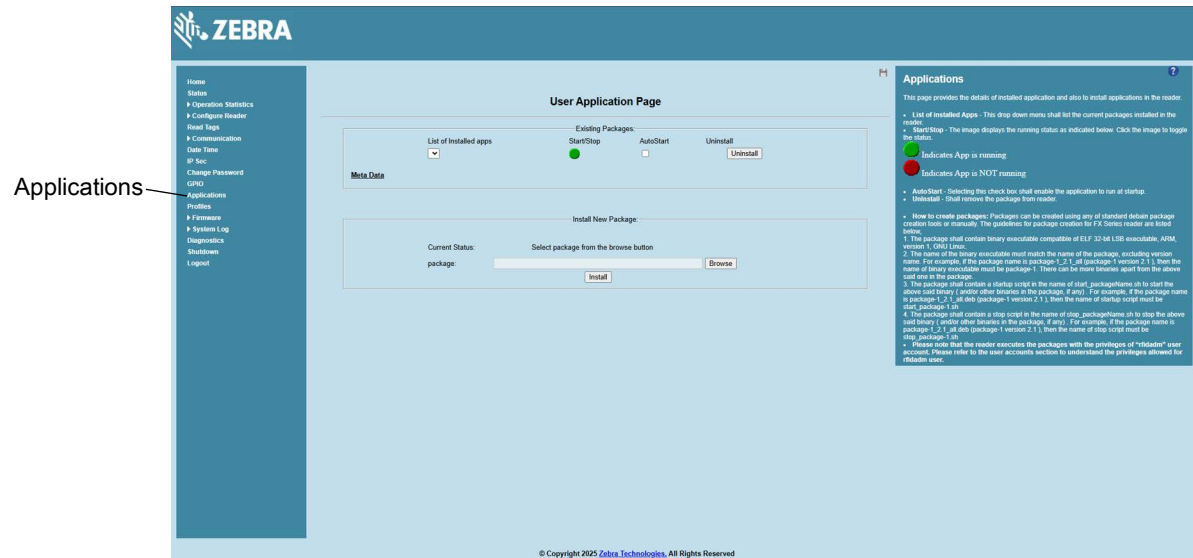 ZEBRA
Applications
Home
Status
Operation Statistics
Configure Reader
Read Tags
Communication
Date Time
IP Sec
Change Password
GPIO
Applications
Profiles
Firmware
System Log
Diagnostics
Shutdown
Logout
User Application Page
Existing Packages:
List of Installed apps Start/Stop AutoStart Uninstall
Uninstall
Meta Data
Install New Package:
Current Status: Select package from the browse button
package: Browse
Install
Applications
This page provides the details of installed application and also to install applications in the reader.
• List of installed Apps - This drop down menu shall list the current packages installed in the
reader.
• Start/Stop - The image displays the running status as indicated below. Click the image to toggle
the status.
Indicates App is running
Indicates App is NOT running
• AutoStart - Selecting this check box shall enable the application to run at startup.
• Uninstall - Shall remove the package from reader.
• How to create packages: Packages can be created using any of standard debain package
creation tools or manually. The guidelines for package creation for FX Series reader are listed
below,
1. The package shall contain binary executable compatible of ELF 32-bit LSB executable, ARM,
version 1, GNU Linux.
2. The name of the binary executable must match the name of the package, excluding version
name. For example, if the package name is package-1_2.1_all (package-1 version 2.1 ), then the
name of binary executable must be package-1. There can be more binaries apart from the above
said one in the package.
3. The package shall contain a startup script in the name of start_packageName.sh to start the
above said binary ( and/or other binaries in the package, if any) . For example, if the package name
is package-1_2.1_all.deb (package-1 version 2.1 ), then the name of startup script must be
start_package-1.sh
4. The package shall contain a stop script in the name of stop_packageName.sh to stop the above
said binary ( and/or other binaries in the package, if any) . For example, if the package name is
package-1_2.1_all.deb (package-1 version 2.1 ), then the name of stop script must be
stop_package-1.sh
• Please note that the reader executes the packages with the privileges of "rfidadm" user
account. Please refer to the user accounts section to understand the privileges allowed for
rfidadm user.
© Copyright 2025 Zebra Technologies, All Rights Reserved